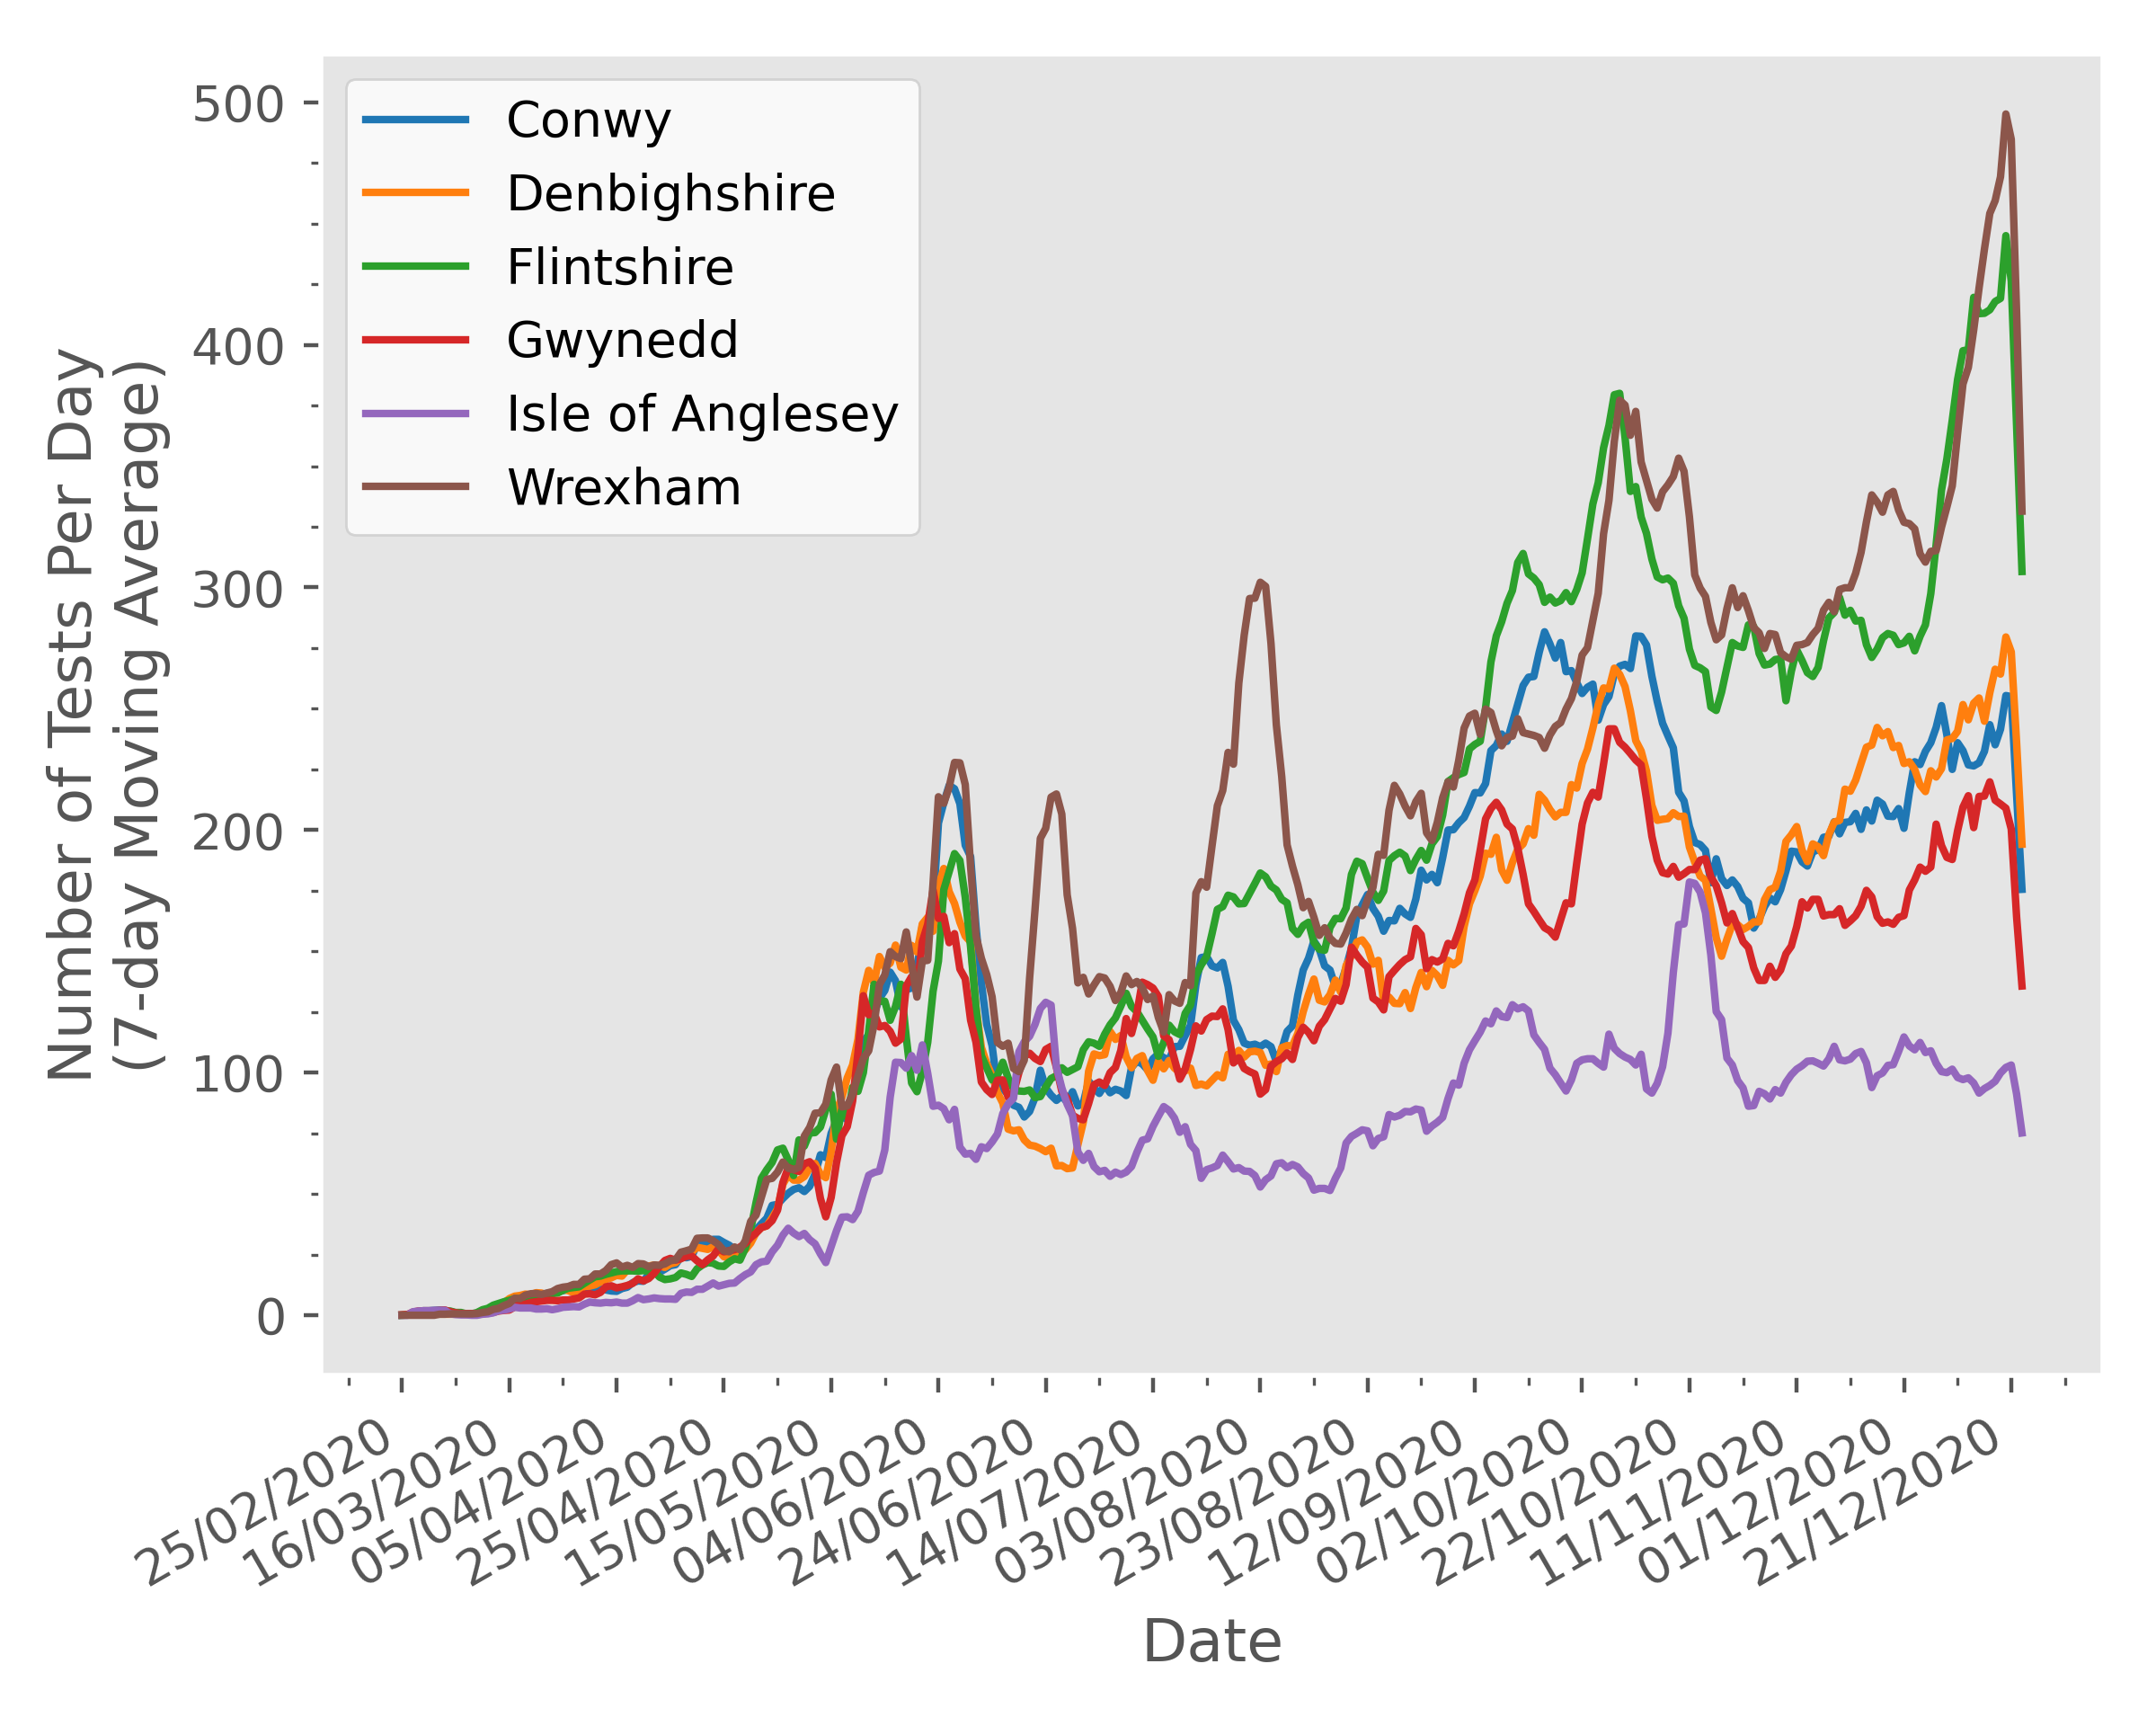 Number of Tests Per Day
(7-day Moving Average)
500
400
300
200
100
0
Conwy
Denbighshire
Flintshire
Gwynedd
Isle of Anglesey
Wrexham
25/02/2020
16/03/2020
05/04/2020
25/04/2020
15/05/2020
04/06/2020
24/06/2020
14/07/2020
03/08/2020
23/08/2020
12/09/2020
02/10/2020
22/10/2020
11/11/2020
01/12/2020
21/12/2020
Date